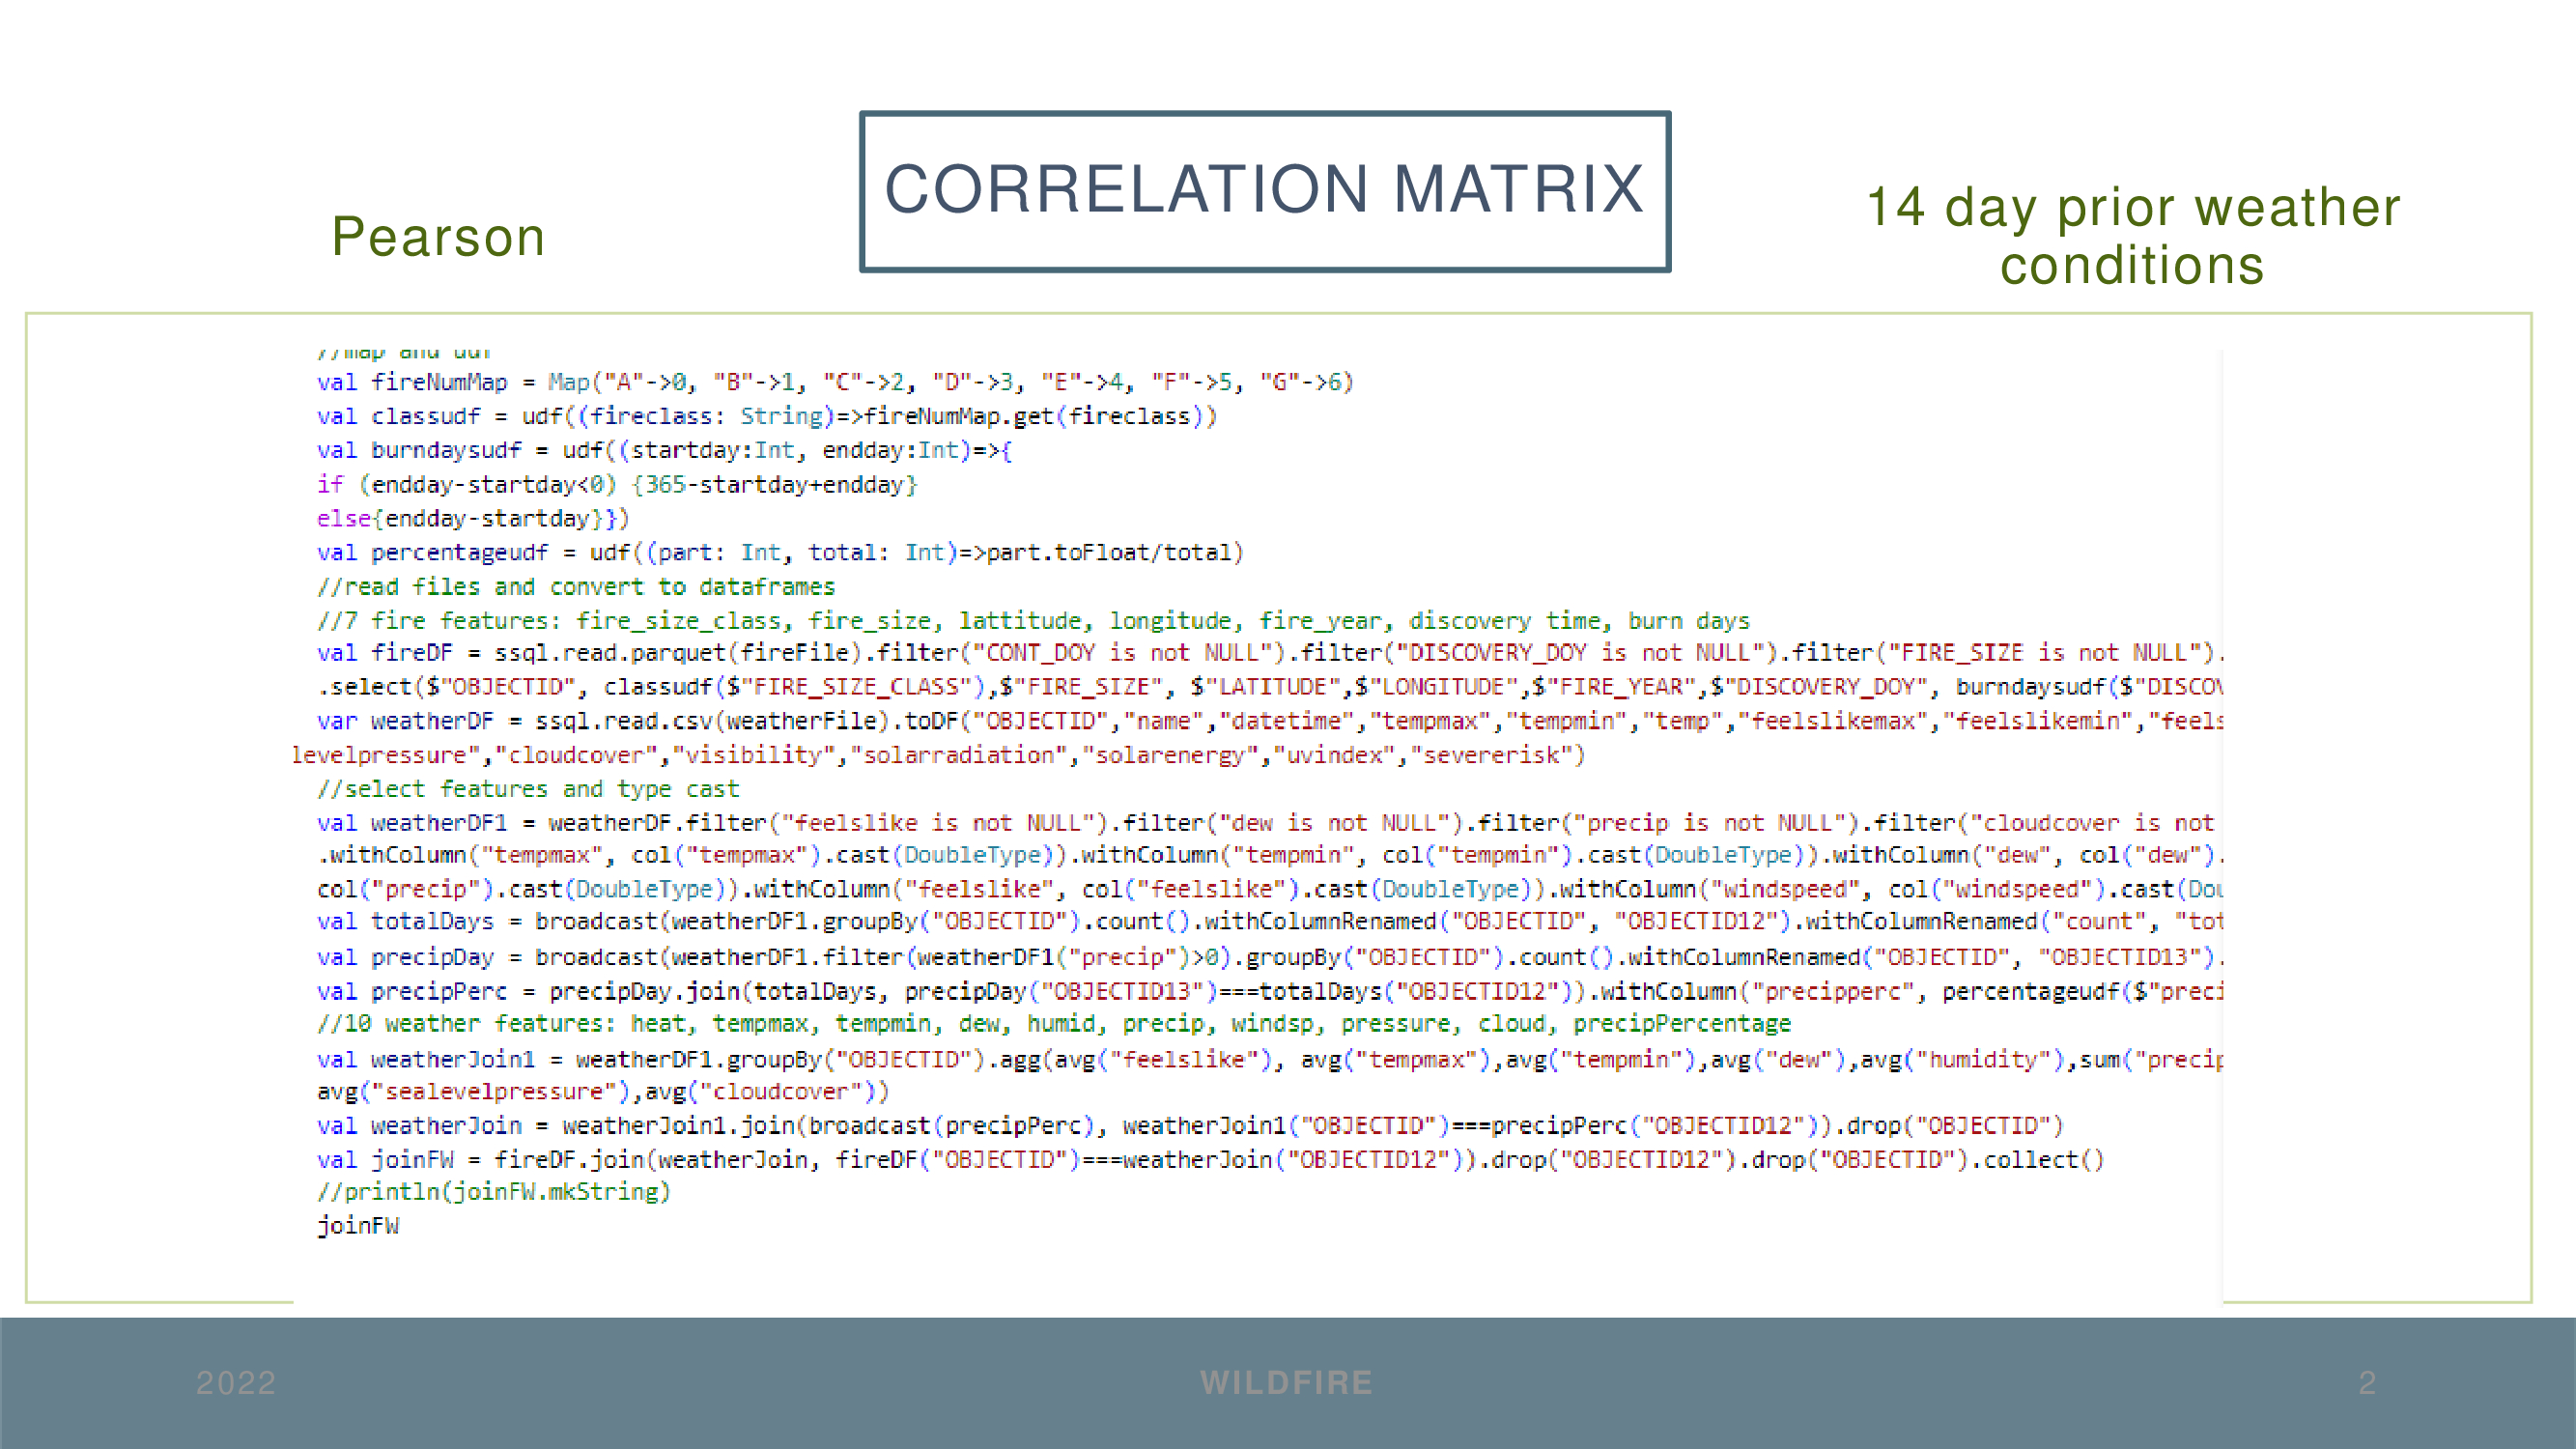 CORRELATION MATRIX
Pearson
14 day prior weather
conditions
//map and udf
val fireNumMap = Map("A"->0, "B"->1, "C"->2, "D"->3, "E"->4, "F"->5, "G"->6)
val classudf = udf((fireclass: String)=>fireNumMap.get(fireclass))
val burndaysudf = udf((startday:Int, endday:Int)=>{
if (endday-startday<0) {365-startday+endday}
else{endday-startday}})
val percentageudf = udf((part: Int, total: Int)=>part.toFloat/total)
//read files and convert to dataframes
//7 fire features: fire_size_class, fire_size, lattitude, longitude, fire_year, discovery time, burn days
val fireDF = ssql.read.parquet(fireFile).filter("CONT_DOY is not NULL").filter("DISCOVERY_DOY is not NULL").filter("FIRE_SIZE is not NULL").
.select($"OBJECTID", classudf($"FIRE_SIZE_CLASS"),$"FIRE_SIZE", $"LATITUDE",$"LONGITUDE",$"FIRE_YEAR",$"DISCOVERY_DOY", burndaysudf($"DISCOV
var weatherDF = ssql.read.csv(weatherFile).toDF("OBJECTID","name","datetime","tempmax","tempmin","temp","feelslikemax","feelslikemin","feels
levelpressure","cloudcover","visibility","solarradiation","solarenergy","uvindex","severerisk")
//select features and type cast
val weatherDF1 = weatherDF.filter("feelslike is not NULL").filter("dew is not NULL").filter("precip is not NULL").filter("cloudcover is not
.withColumn("tempmax", col("tempmax").cast(DoubleType)).withColumn("tempmin", col("tempmin").cast(DoubleType)).withColumn("dew", col("dew").
col("precip").cast(DoubleType)).withColumn("feelslike", col("feelslike").cast(DoubleType)).withColumn("windspeed", col("windspeed").cast(Dou
val totalDays = broadcast(weatherDF1.groupBy("OBJECTID").count().withColumnRenamed("OBJECTID", "OBJECTID12").withColumnRenamed("count", "tot
val precipDay = broadcast(weatherDF1.filter(weatherDF1("precip")>0).groupBy("OBJECTID").count().withColumnRenamed("OBJECTID", "OBJECTID13").
val precipPerc = precipDay.join(totalDays, precipDay("OBJECTID13")===totalDays("OBJECTID12")).withColumn("precipperc", percentageudf($"preci
//10 weather features: heat, tempmax, tempmin, dew, humid, precip, windsp, pressure, cloud, precipPercentage
val weatherJoin1 = weatherDF1.groupBy("OBJECTID").agg(avg("feelslike"), avg("tempmax"),avg("tempmin"),avg("dew"),avg("humidity"),sum("precip
avg("sealevelpressure"),avg("cloudcover"))
val weatherJoin = weatherJoin1.join(broadcast(precipPerc), weatherJoin1("OBJECTID")===precipPerc("OBJECTID12")).drop("OBJECTID")
val joinFW = fireDF.join(weatherJoin, fireDF("OBJECTID")===weatherJoin("OBJECTID12")).drop("OBJECTID12").drop("OBJECTID").collect()
//println(joinFW.mkString)
joinFW
2022
WILDFIRE
2